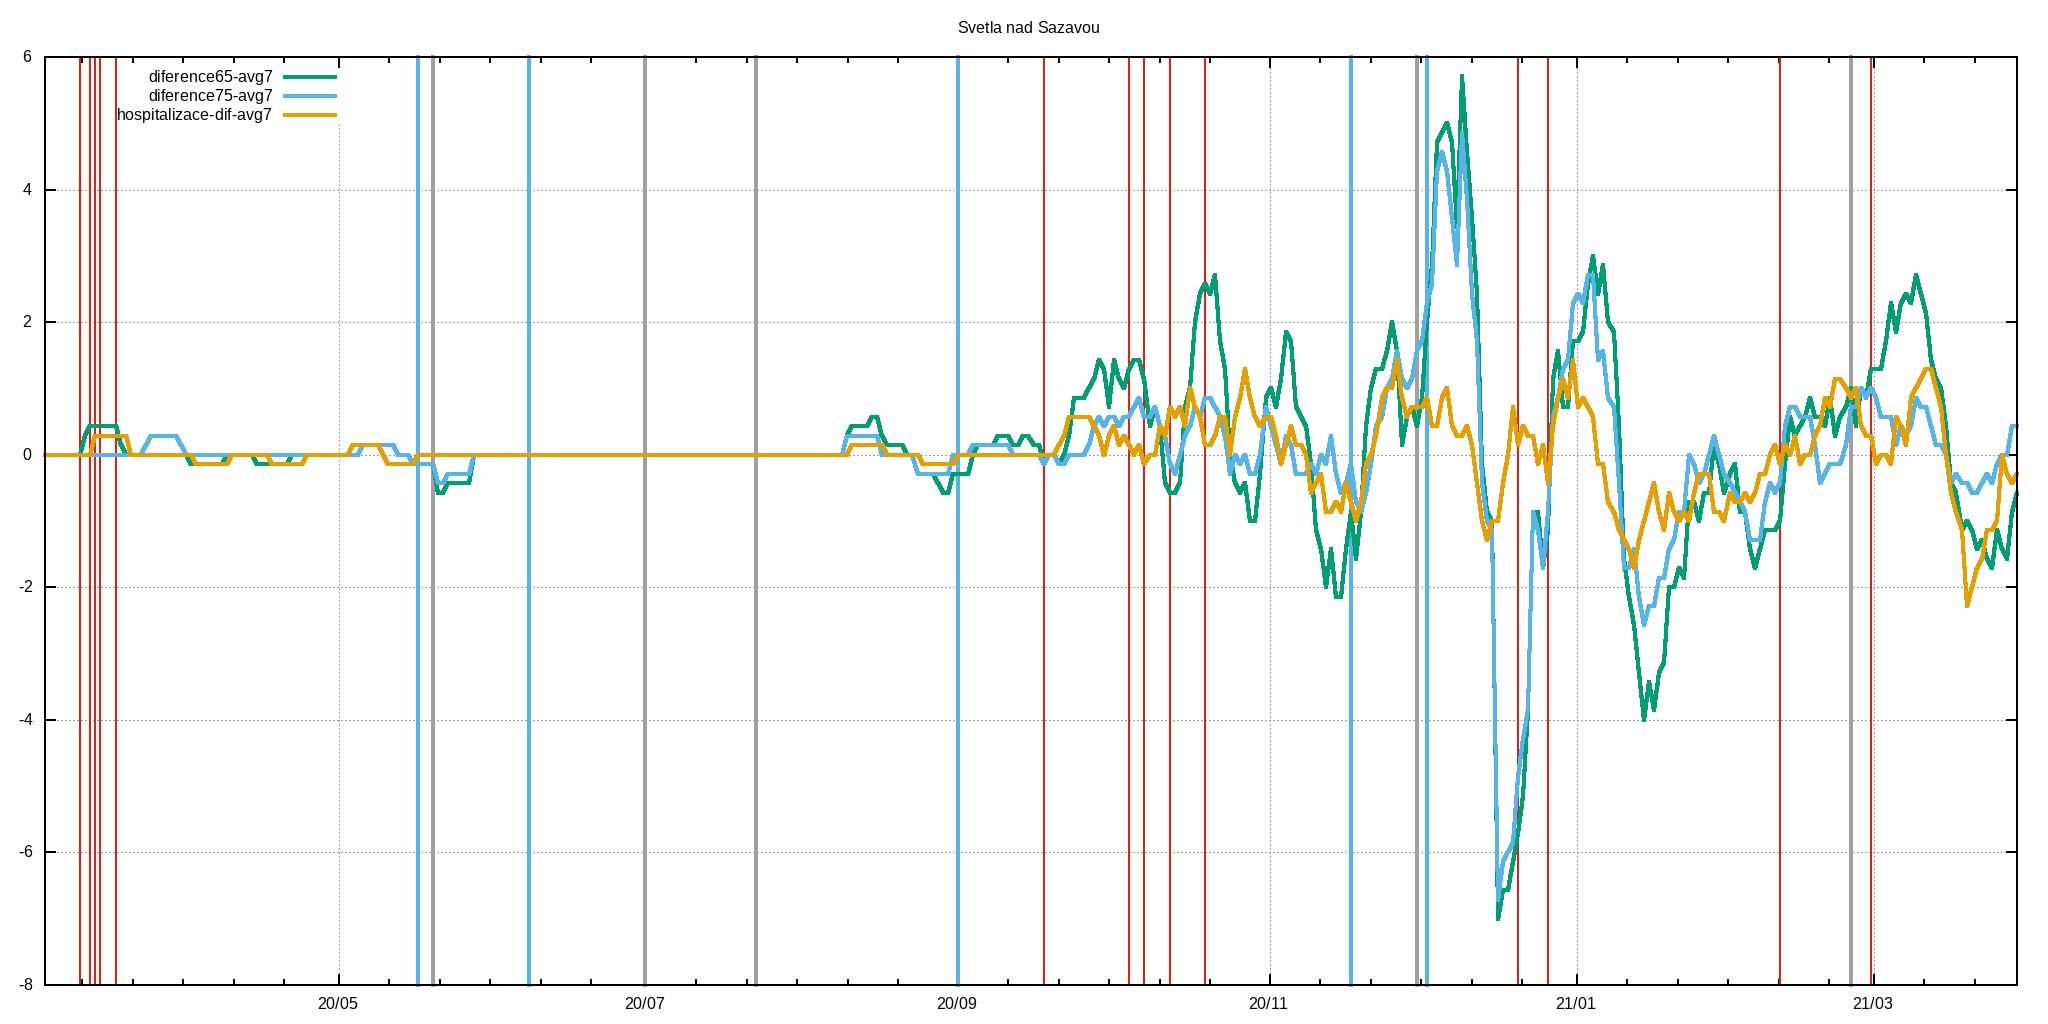 Svetla nad Sazavou
diference65-avg7
diference75-avg7
hospitalizace-dif-avg7
6
4
2
0
-2
-4
-6
-8
20/05 20/07 20/09 20/11 21/01 21/03